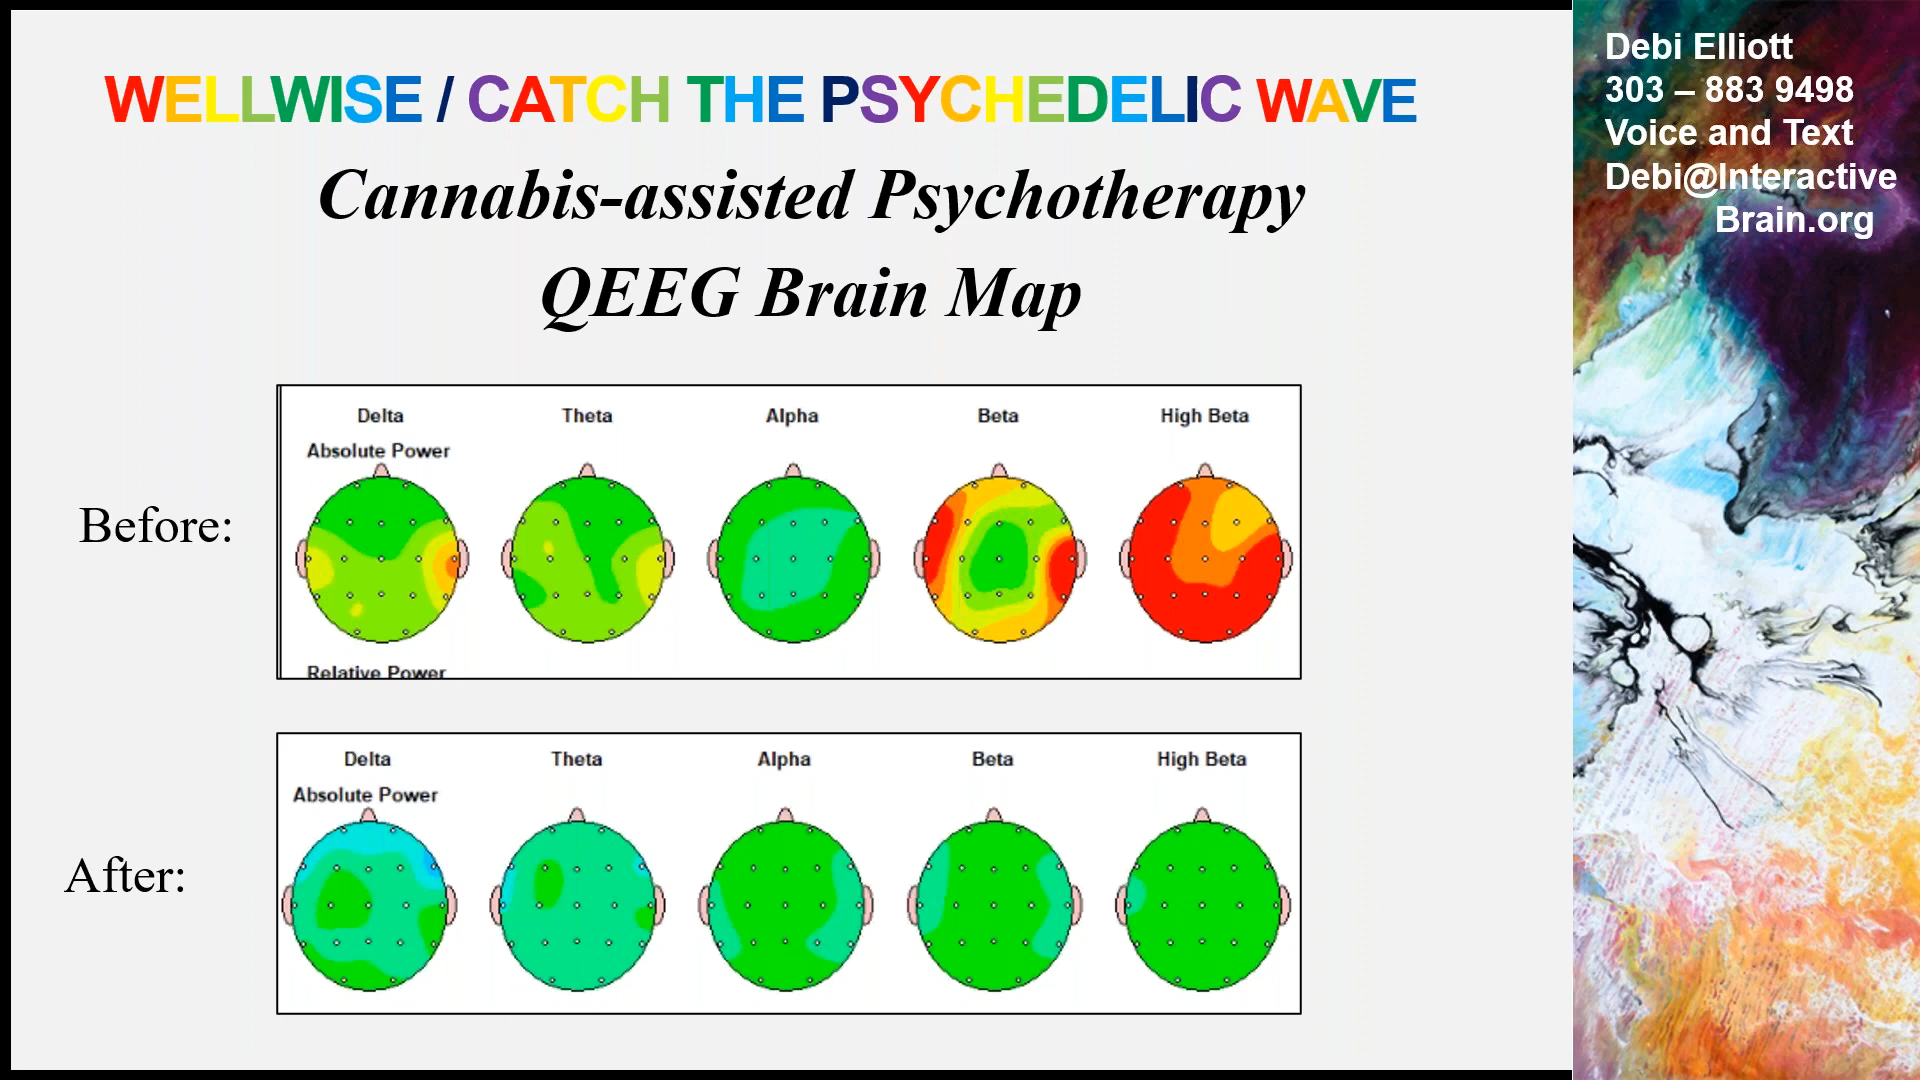 WELLWISE / CATCH THE PSYCHEDELIC WAVE
Cannabis-assisted Psychotherapy
QEEG Brain Map
Before:
Delta Theta Alpha Beta High Beta
Absolute Power
Relative Power
After:
Delta Theta Alpha Beta High Beta
Absolute Power
Debi Elliott
303 – 883 9498
Voice and Text
Debi@Interactive
Brain.org